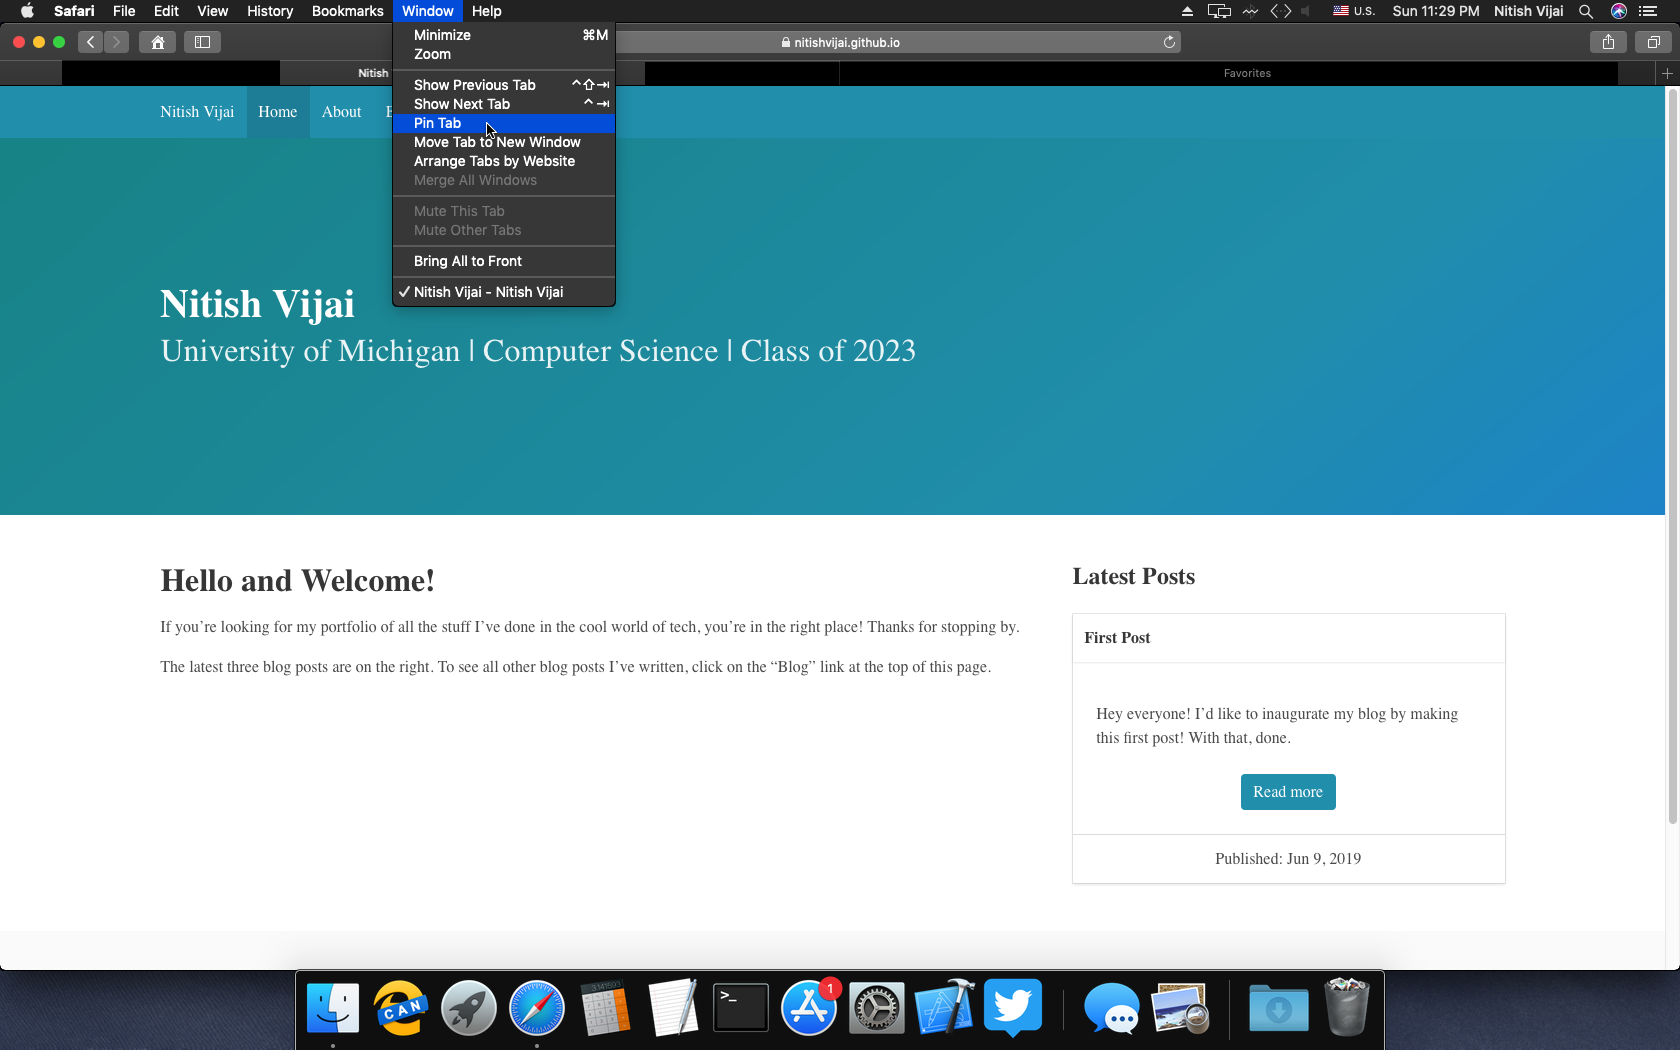 Safari File Edit View History Bookmarks Window Help U.S. Sun 11:29 PM Nitish Vijai
nitishvijai.github.io
Nitish
Favorites
Minimize ⌘M
Zoom
Show Previous Tab ^⇧⇥
Show Next Tab ^⇥
Pin Tab
Move Tab to New Window
Arrange Tabs by Website
Merge All Windows
Mute This Tab
Mute Other Tabs
Bring All to Front
✓ Nitish Vijai - Nitish Vijai
Nitish Vijai Home About
Nitish Vijai
University of Michigan | Computer Science | Class of 2023
Hello and Welcome!
If you’re looking for my portfolio of all the stuff I’ve done in the cool world of tech, you’re in the right place! Thanks for stopping by.
The latest three blog posts are on the right. To see all other blog posts I’ve written, click on the “Blog” link at the top of this page.
Latest Posts
First Post
Hey everyone! I’d like to inaugurate my blog by making
this first post! With that, done.
Read more
Published: Jun 9, 2019
CAN
3.141593
>_
1